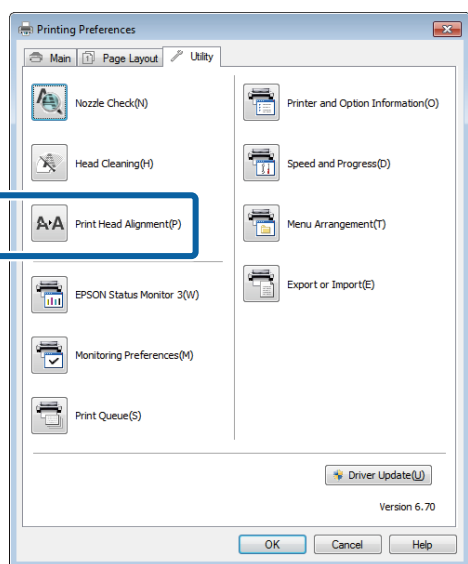 Printing Preferences
Main
Page Layout
Utility
Nozzle Check(N)
Printer and Option Information(O)
Head Cleaning(H)
Speed and Progress(D)
Print Head Alignment(P)
Menu Arrangement(T)
EPSON Status Monitor 3(W)
Export or Import(E)
Monitoring Preferences(M)
Print Queue(S)
Driver Update(U)
Version 6.70
OK
Cancel
Help